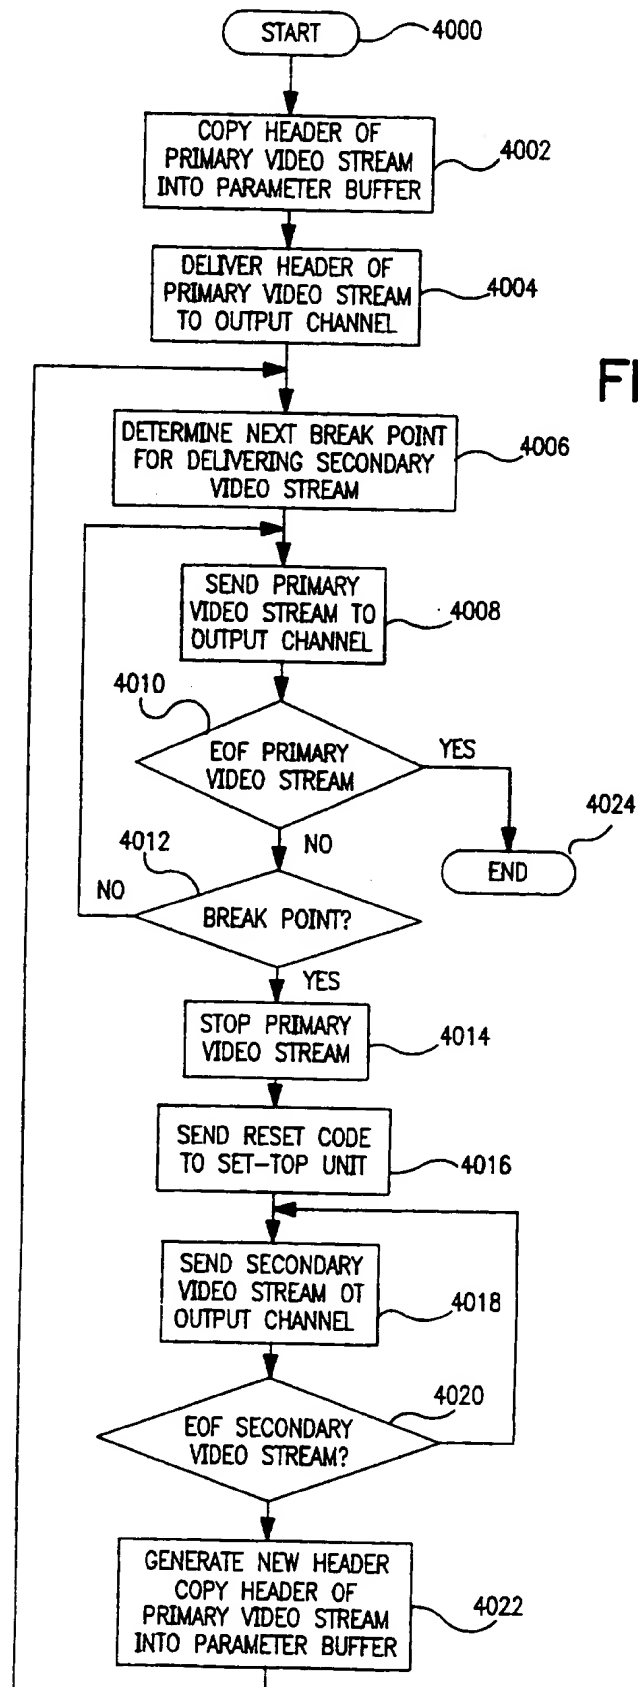 START
4000
COPY HEADER OF
PRIMARY VIDEO STREAM
INTO PARAMETER BUFFER
4002
DELIVER HEADER OF
PRIMARY VIDEO STREAM
TO OUTPUT CHANNEL
4004
DETERMINE NEXT BREAK POINT
FOR DELIVERING SECONDARY
VIDEO STREAM
4006
SEND PRIMARY
VIDEO STREAM TO
OUTPUT CHANNEL
4008
4010
EOF PRIMARY
VIDEO STREAM
YES
4024
END
NO
4012
NO
BREAK POINT?
YES
STOP PRIMARY
VIDEO STREAM
4014
SEND RESET CODE
TO SET-TOP UNIT
4016
SEND SECONDARY
VIDEO STREAM OT
OUTPUT CHANNEL
4018
4020
EOF SECONDARY
VIDEO STREAM?
GENERATE NEW HEADER
COPY HEADER OF
PRIMARY VIDEO STREAM
INTO PARAMETER BUFFER
4022